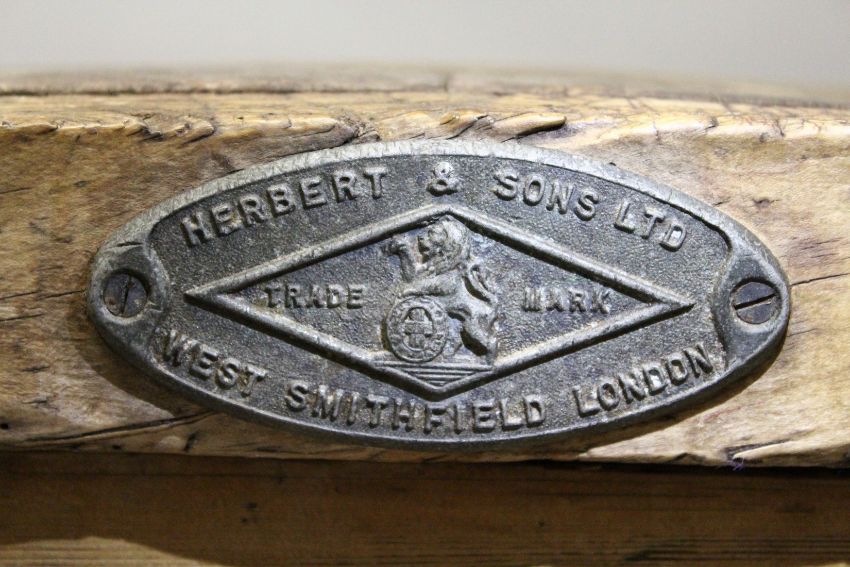 HERBERT & SONS LTD
TRADE MARK
WEST SMITHFIELD LONDON